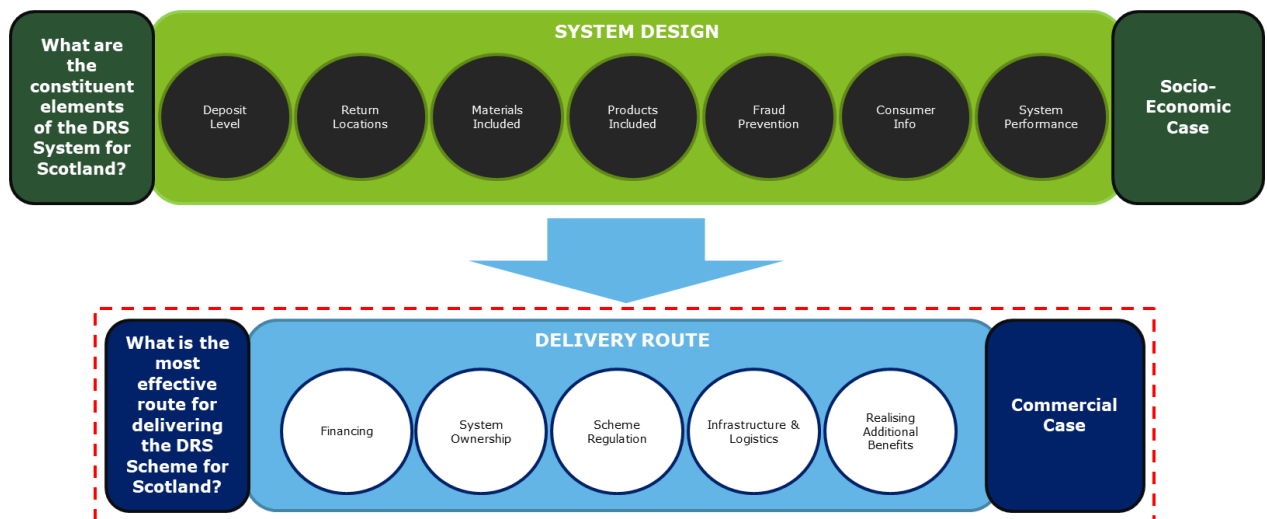 What are
the
constituent
elements
of the DRS
System for
Scotland?
SYSTEM DESIGN
Deposit
Level
Return
Locations
Materials
Included
Products
Included
Fraud
Prevention
Consumer
Info
System
Performance
Socio-
Economic
Case
What is the
most
effective
route for
delivering
the DRS
Scheme for
Scotland?
DELIVERY ROUTE
Financing
System
Ownership
Scheme
Regulation
Infrastructure &
Logistics
Realising
Additional
Benefits
Commercial
Case